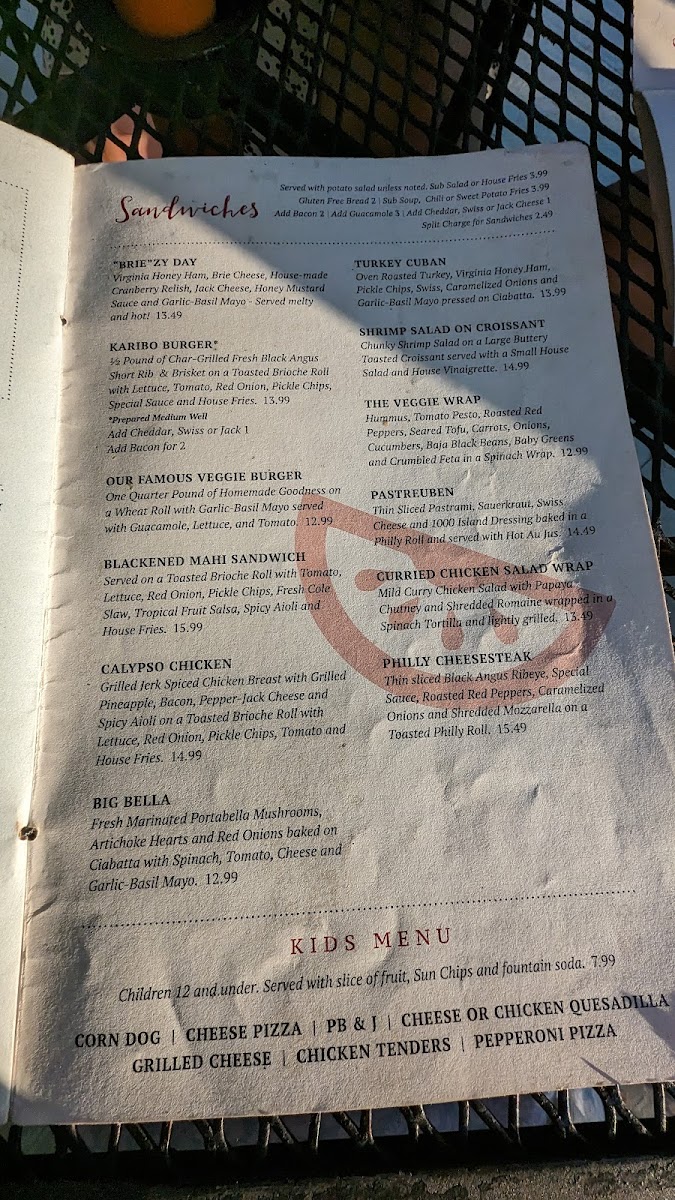 Sandwiches
Served with potato salad unless noted. Sub Salad or House Fries 3.99
Gluten Free Bread 2 | Sub Soup, Chili or Sweet Potato Fries 3.99
Add Bacon 2 | Add Guacamole 3 | Add Cheddar, Swiss or Jack Cheese 1
Split Charge for Sandwiches 2.49
"BRIE"ZY DAY
Virginia Honey Ham, Brie Cheese, House-made
Cranberry Relish, Jack Cheese, Honey Mustard
Sauce and Garlic-Basil Mayo - Served melty
and hot! 13.49
KARIBO BURGER*
½ Pound of Char-Grilled Fresh Black Angus
Short Rib & Brisket on a Toasted Brioche Roll
with Lettuce, Tomato, Red Onion, Pickle Chips,
Special Sauce and House Fries. 13.99
*Prepared Medium Well
Add Cheddar, Swiss or Jack 1
Add Bacon for 2
OUR FAMOUS VEGGIE BURGER
One Quarter Pound of Homemade Goodness on
a Wheat Roll with Garlic-Basil Mayo served
with Guacamole, Lettuce, and Tomato. 12.99
BLACKENED MAHI SANDWICH
Served on a Toasted Brioche Roll with Tomato,
Lettuce, Red Onion, Pickle Chips, Fresh Cole
Slaw, Tropical Fruit Salsa, Spicy Aioli and
House Fries. 15.99
CALYPSO CHICKEN
Grilled Jerk Spiced Chicken Breast with Grilled
Pineapple, Bacon, Pepper-Jack Cheese and
Spicy Aioli on a Toasted Brioche Roll with
Lettuce, Red Onion, Pickle Chips, Tomato and
House Fries. 14.99
BIG BELLA
Fresh Marinated Portabella Mushrooms,
Artichoke Hearts and Red Onions baked on
Ciabatta with Spinach, Tomato, Cheese and
Garlic-Basil Mayo. 12.99
TURKEY CUBAN
Oven Roasted Turkey, Virginia Honey Ham,
Pickle Chips, Swiss, Caramelized Onions and
Garlic-Basil Mayo pressed on Ciabatta. 13.99
SHRIMP SALAD ON CROISSANT
Chunky Shrimp Salad on a Large Buttery
Toasted Croissant served with a Small House
Salad and House Vinaigrette. 14.99
THE VEGGIE WRAP
Hummus, Tomato Pesto, Roasted Red
Peppers, Seared Tofu, Carrots, Onions,
Cucumbers, Baja Black Beans, Baby Greens
and Crumbled Feta in a Spinach Wrap. 12.99
PASTREUBEN
Thin Sliced Pastrami, Sauerkraut, Swiss
Cheese and 1000 Island Dressing baked in a
Philly Roll and served with Hot Au Jus. 14.49
CURRIED CHICKEN SALAD WRAP
Mild Curry Chicken Salad with Papaya
Chutney and Shredded Romaine wrapped in a
Spinach Tortilla and lightly grilled. 13.49
PHILLY CHEESESTEAK
Thin sliced Black Angus Ribeye, Special
Sauce, Roasted Red Peppers, Caramelized
Onions and Shredded Mozzarella on a
Toasted Philly Roll. 15.49
KIDS MENU
Children 12 and under. Served with slice of fruit, Sun Chips and fountain soda. 7.99
CORN DOG | CHEESE PIZZA | PB & J | CHEESE OR CHICKEN QUESADILLA
GRILLED CHEESE | CHICKEN TENDERS | PEPPERONI PIZZA